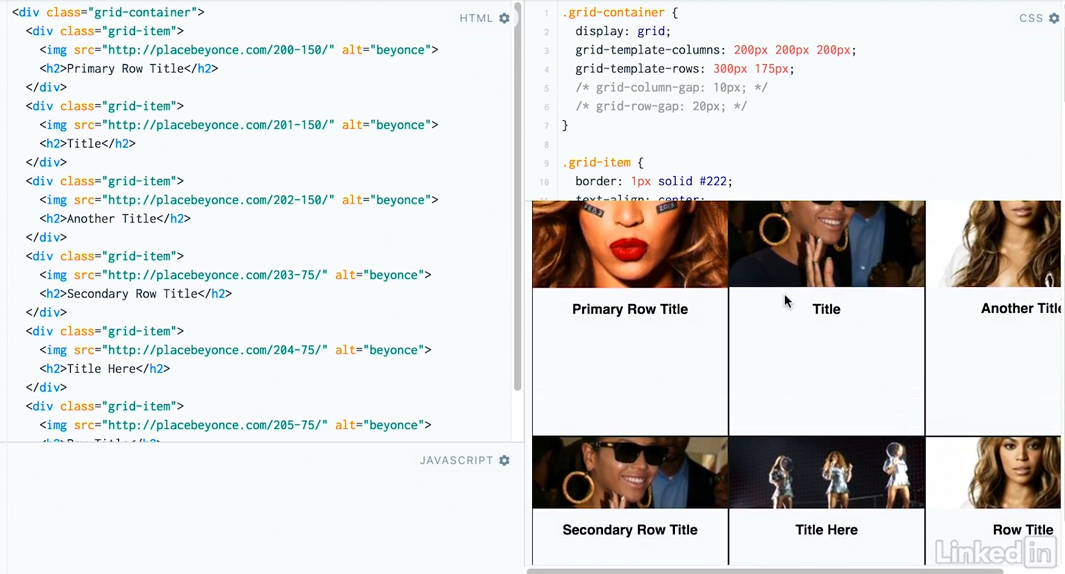 <div class="grid-container">
<div class="grid-item">
<img src="http://placebeyonce.com/200-150/" alt="beyonce">
<h2>Primary Row Title</h2>
</div>
<div class="grid-item">
<img src="http://placebeyonce.com/201-150/" alt="beyonce">
<h2>Title</h2>
</div>
<div class="grid-item">
<img src="http://placebeyonce.com/202-150/" alt="beyonce">
<h2>Another Title</h2>
</div>
<div class="grid-item">
<img src="http://placebeyonce.com/203-75/" alt="beyonce">
<h2>Secondary Row Title</h2>
</div>
<div class="grid-item">
<img src="http://placebeyonce.com/204-75/" alt="beyonce">
<h2>Title Here</h2>
</div>
<div class="grid-item">
<img src="http://placebeyonce.com/205-75/" alt="beyonce">
<h2>Row Title</h2>
HTML
JAVASCRIPT
CSS
1 .grid-container {
2 display: grid;
3 grid-template-columns: 200px 200px 200px;
4 grid-template-rows: 300px 175px;
5 /* grid-column-gap: 10px; */
6 /* grid-row-gap: 20px; */
7 }
8
9 .grid-item {
10 border: 1px solid #222;
text-align: center;
Primary Row Title
Title
Another Title
Secondary Row Title
Title Here
Row Title
Linked in